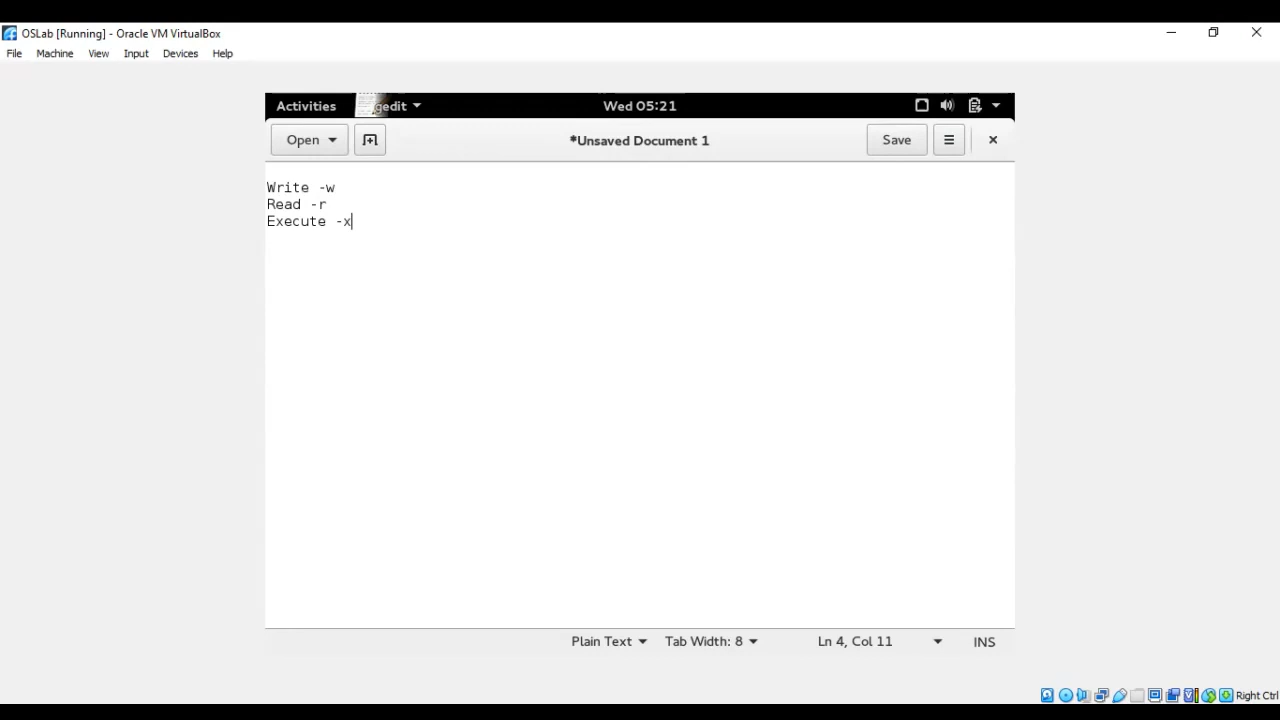 OSLab [Running] - Oracle VM VirtualBox
File Machine View Input Devices Help
Activities gedit Wed 05:21
Open *Unsaved Document 1 Save
Write -w
Read -r
Execute -x
Plain Text Tab Width: 8 Ln 4, Col 11 INS
Right Ctrl